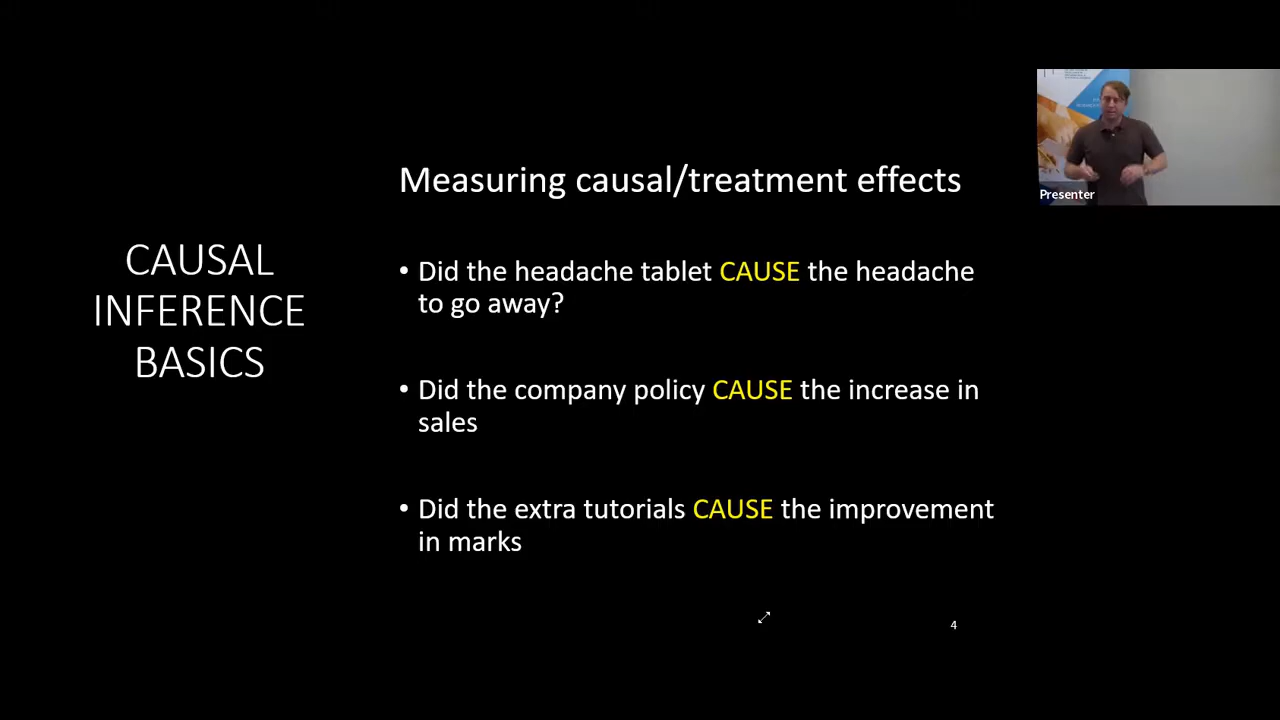 Measuring causal/treatment effects
CAUSAL
INFERENCE
BASICS
• Did the headache tablet CAUSE the headache
to go away?
• Did the company policy CAUSE the increase in
sales
• Did the extra tutorials CAUSE the improvement
in marks
4
Presenter